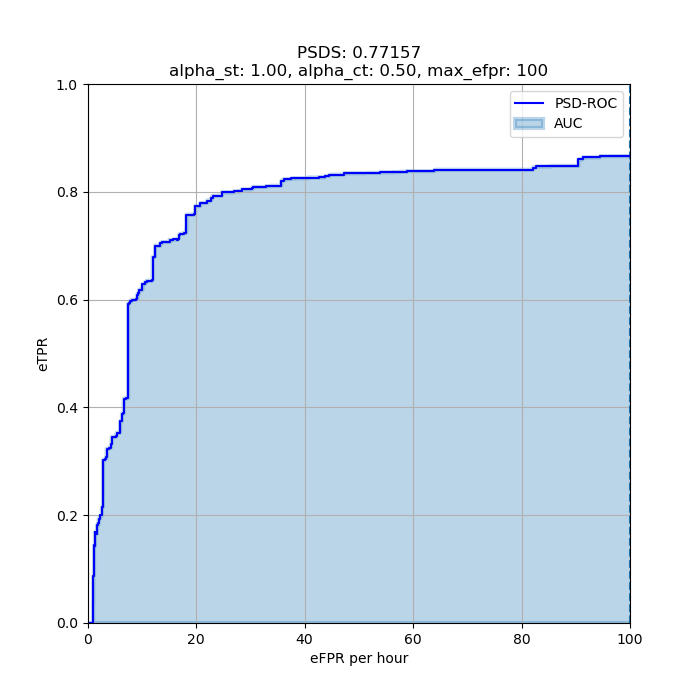 PSDS: 0.77157
alpha_st: 1.00, alpha_ct: 0.50, max_efpr: 100
PSD-ROC
AUC
1.0
0.8
0.6
0.4
0.2
0.0
eTPR
0 20 40 60 80 100
eFPR per hour